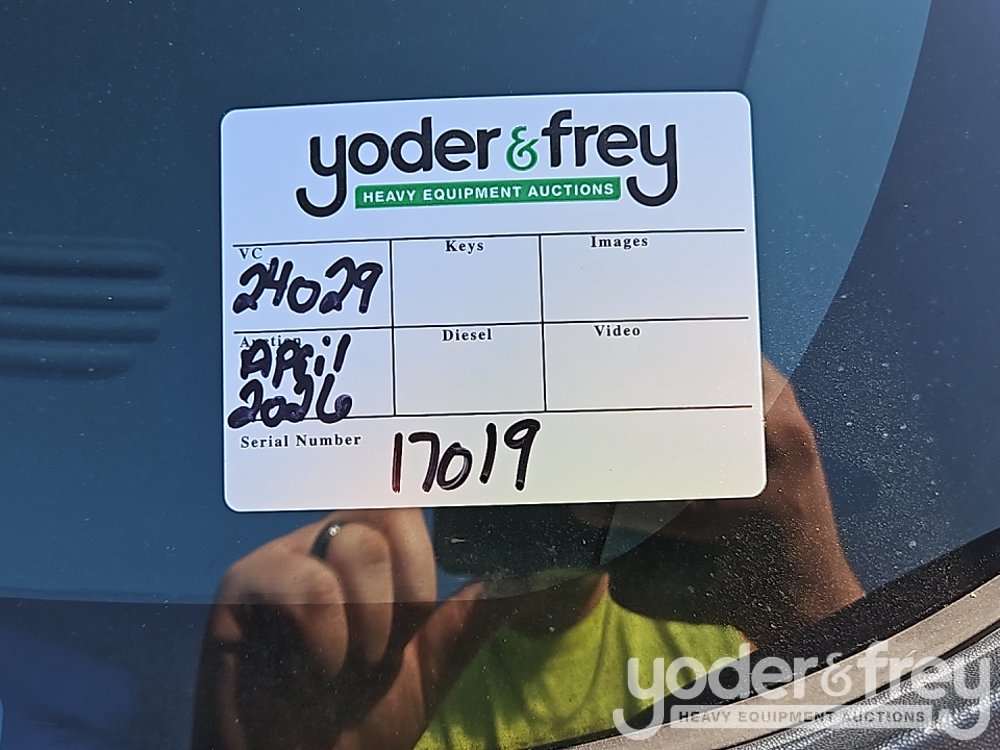 yoder & frey
HEAVY EQUIPMENT AUCTIONS
VC Keys Images
24029
Auction Diesel Video
April
2026
Serial Number 17019
yoder & frey
HEAVY EQUIPMENT AUCTIONS